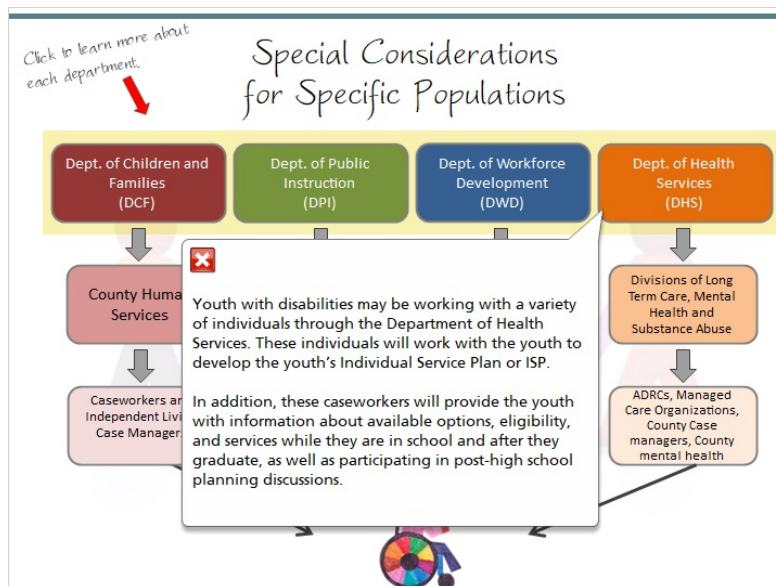 Click to learn more about
each department.
Special Considerations
for Specific Populations
Dept. of Children and
Families
(DCF)
Dept. of Public
Instruction
(DPI)
Dept. of Workforce
Development
(DWD)
Dept. of Health
Services
(DHS)
County
Services
Divisions of Long
Term Care, Mental
Health and
Substance Abuse
Youth with disabilities may be working with a variety
of individuals through the Department of Health
Services. These individuals will work with the youth to
develop the youth's Individual Service Plan or ISP.
In addition, these caseworkers will provide the youth
with information about available options, eligibility,
and services while they are in school and after they
graduate, as well as participating in post-high school
planning discussions.
Caseworkers
Independent
Case
ADRCs, Managed
Care Organizations,
County Case
managers, County
mental health